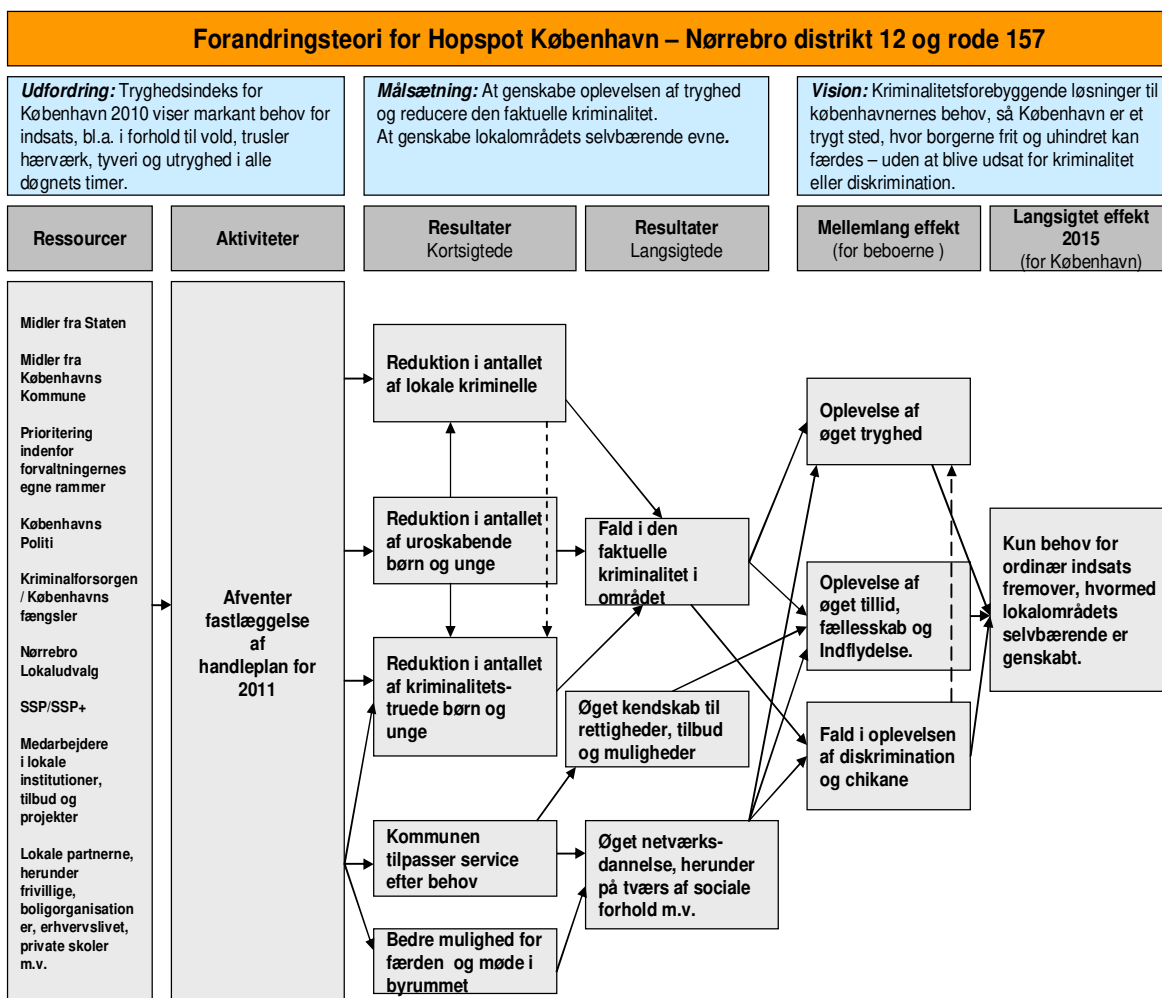 Forandringsteori for Hopspot København – Nørrebro distrikt 12 og rode 157
Udfordring: Tryghedsindeks for
København 2010 viser markant behov for
indsats, bl.a. i forhold til vold, trusler
hærværk, tyveri og utryghed i alle
døgnets timer.
Målsætning: At genskabe oplevelsen af tryghed
og reducere den faktuelle kriminalitet.
At genskabe lokalområdets selvbærende evne.
Vision: Kriminalitetsforebyggende løsninger til
københavnernes behov, så København er et
trygt sted, hvor borgerne frit og uhindret kan
færdes – uden at blive udsat for kriminalitet
eller diskrimination.
Ressourcer
Aktiviteter
Resultater
Kortsigtede
Resultater
Langsigtede
Mellemlang effekt
(for beboerne )
Langsigtet effekt
2015
(for København)
Midler fra Staten
Midler fra
Københavns
Kommune
Prioritering
indenfor
forvaltningernes
egne rammer
Københavns
Politi
Kriminalforsorgen
/ Københavns
fængsler
Nørrebro
Lokaludvalg
SSP/SSP+
Medarbejdere
i lokale
institutioner,
tilbud og
projekter
Lokale partnerne,
herunder
frivillige,
boligorganisation
er, erhvervslivet,
private skoler
m.v.
Afventer
fastlæggelse
af
handleplan for
2011
Reduktion i antallet
af lokale kriminelle
Reduktion i antallet
af uroskabende
børn og unge
Reduktion i antallet
af kriminalitets-
truede børn og
unge
Kommunen
tilpasser service
efter behov
Bedre mulighed for
færden og møde i
byrummet
Fald i den
faktuelle
kriminalitet i
området
Øget kendskab til
rettigheder, tilbud
og muligheder
Øget netværks-
dannelse, herunder
på tværs af sociale
forhold m.v.
Oplevelse af
øget tryghed
Oplevelse af
øget tillid,
fællesskab og
Indflydelse.
Fald i oplevelsen
af diskrimination
og chikane
Kun behov for
ordinær indsats
fremover, hvormed
lokalområdets
selvbærende er
genskabt.